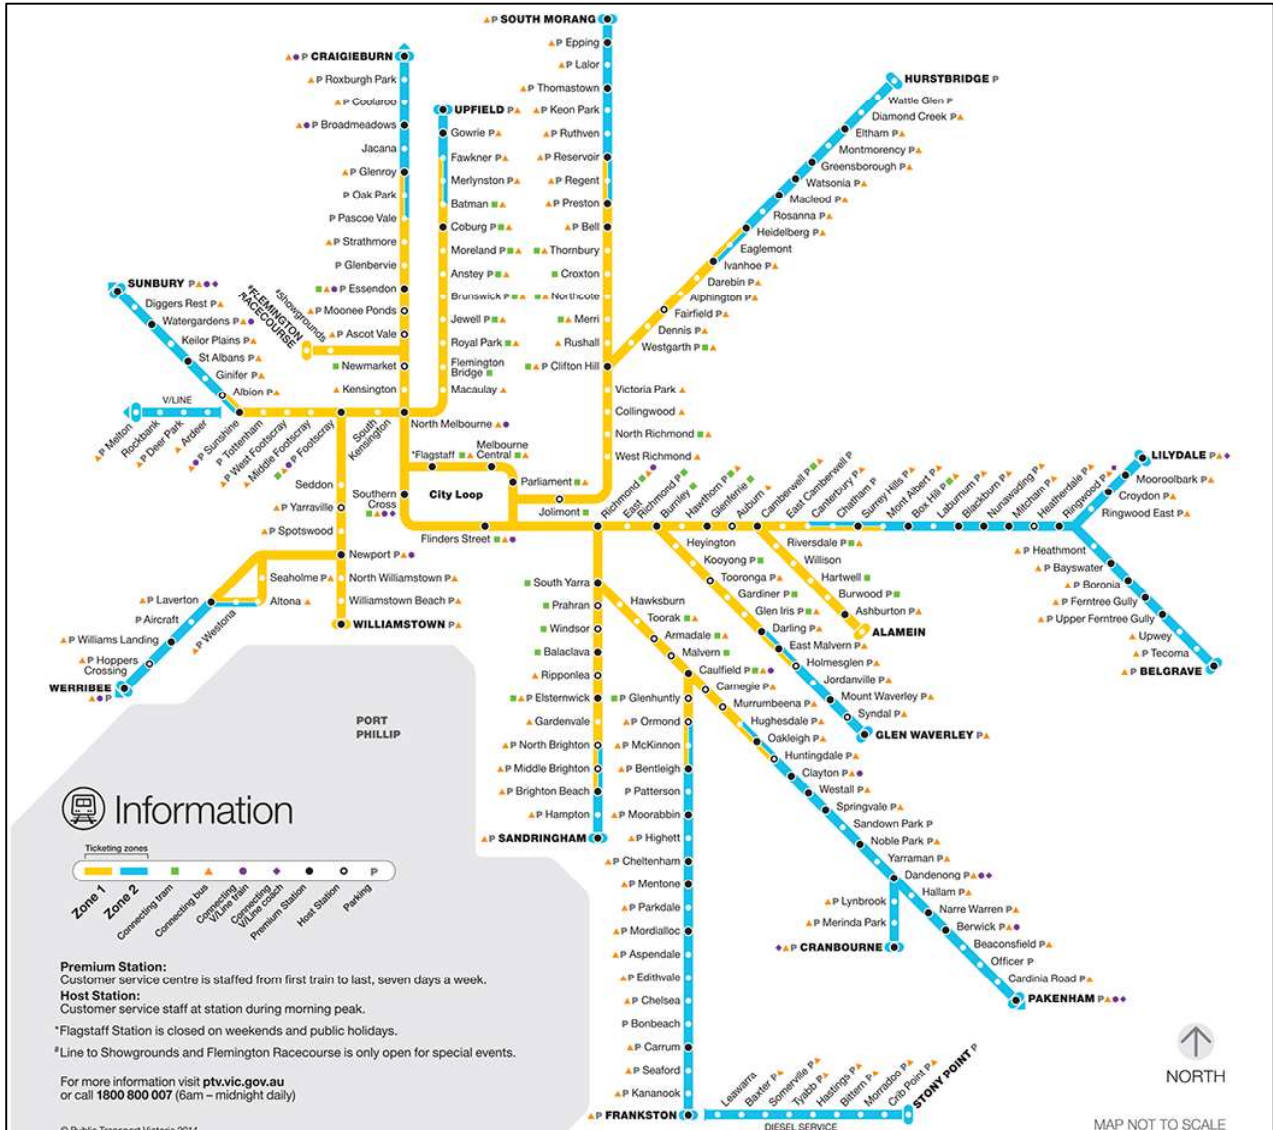 SOUTH MORANG
P Epping
P Lalor
P Thomastown
P Keon Park
P Ruthven
P Reservoir
P Regent
P Preston
P Bell
Thornbury
Croxton
Northcote
Merri
Rushall
P Clifton Hill
Victoria Park
Collingwood
North Richmond
West Richmond
Jolimont
P CRAIGIEBURN
P Roxburgh Park
P Coolaroo
P Broadmeadows
Jacana
P Glenroy
P Oak Park
P Pascoe Vale
P Strathmore
P Glenbervie
P Essendon
P Moonee Ponds
P Ascot Vale
Newmarket
Kensington
#Showgrounds
#FLEMINGTON
RACECOURSE
UPFIELD P
Gowrie P
Fawkner P
Merlynston P
Batman
Coburg P
Moreland P
Anstey P
Brunswick P
Jewell P
Royal Park
Flemington
Bridge
Macaulay
HURSTBRIDGE P
Wattle Glen P
Diamond Creek P
Eltham P
Montmorency P
Greensborough P
Watsonia P
Macleod P
Rosanna P
Heidelberg P
Eaglemont
Ivanhoe P
Darebin P
Alphington P
Fairfield P
Dennis P
Westgarth P
SUNBURY P
Diggers Rest P
Watergardens P
Keilor Plains P
St Albans P
Ginifer P
Albion P
V/LINE
P Melton
Rockbank
P Deer Park
Ardeer
P Sunshine
P Tottenham
P West Footscray
Middle Footscray
P Footscray
South
Kensington
North Melbourne
*Flagstaff
Melbourne
Central
Parliament
City Loop
Southern
Cross
Flinders Street
Seddon
P Yarraville
P Spotswood
Newport P
North Williamstown P
Williamstown Beach P
WILLIAMSTOWN P
Seaholme P
Altona
P Westona
P Laverton
P Aircraft
P Williams Landing
P Hoppers
Crossing
WERRIBEE
P
Richmond
East
Richmond P
Burnley
Hawthorn P
Glenferrie
Auburn
Camberwell P
East Camberwell P
Canterbury P
Chatham P
Surrey Hills P
Mont Albert P
Box Hill P
Laburnum P
Blackburn P
Nunawading P
Mitcham P
Heatherdale P
Ringwood P
LILYDALE P
Mooroolbark P
Croydon P
Ringwood East P
P Heathmont
P Bayswater
P Boronia
P Ferntree Gully
P Upper Ferntree Gully
Upwey
P Tecoma
P BELGRAVE
Riversdale P
Willison
Hartwell
Burwood P
Ashburton P
ALAMEIN
Heyington
Kooyong P
Tooronga P
Gardiner P
Glen Iris P
Darling P
East Malvern P
Holmesglen P
Jordanville P
Mount Waverley P
Syndal P
GLEN WAVERLEY P
South Yarra
Prahran
Windsor
Balaclava
Ripponlea
P Elsternwick
Gardenvale
P North Brighton
P Middle Brighton
P Brighton Beach
P Hampton
P SANDRINGHAM
Hawksburn
Toorak
Armadale
Malvern
Caulfield P
Carnegie P
Murrumbeena P
Hughesdale P
Oakleigh P
Huntingdale P
Clayton P
Westall P
Springvale P
Sandown Park P
Noble Park P
Yarraman P
Dandenong P
Hallam P
Narre Warren P
Berwick P
Beaconsfield P
Officer P
Cardinia Road P
PAKENHAM P
P Lynbrook
P Merinda Park
P CRANBOURNE
P Glenhuntly
P Ormond
P McKinnon
P Bentleigh
P Patterson
P Moorabbin
P Highett
P Cheltenham
P Mentone
P Parkdale
P Mordialloc
P Aspendale
P Edithvale
P Chelsea
P Bonbeach
P Carrum
P Seaford
P Kananook
P FRANKSTON
Leawarra
Baxter P
Somerville P
Tyabb P
Hastings P
Bittern P
Morradoo P
Crib Point P
STONY POINT P
DIESEL SERVICE
PORT
PHILLIP
Information
Ticketing zones
Zone 1
Zone 2
Connecting tram
Connecting bus
Connecting
V/Line train
Connecting
V/Line coach
Premium Station
Host Station
P
Parking
Premium Station:
Customer service centre is staffed from first train to last, seven days a week.
Host Station:
Customer service staff at station during morning peak.
*Flagstaff Station is closed on weekends and public holidays.
#Line to Showgrounds and Flemington Racecourse is only open for special events.
For more information visit ptv.vic.gov.au
or call 1800 800 007 (6am – midnight daily)
© Public Transport Victoria 2014
NORTH
MAP NOT TO SCALE